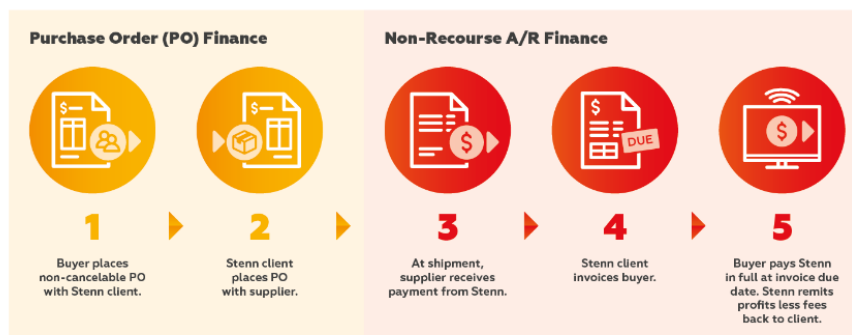 Purchase Order (PO) Finance
Non-Recourse A/R Finance
$
$
$
$
$
DUE
$
1
2
3
4
5
Buyer places
non-cancelable PO
with Stenn client.
Stenn client
places PO
with supplier.
At shipment,
supplier receives
payment from Stenn.
Stenn client
invoices buyer.
Buyer pays Stenn
in full at invoice due
date. Stenn remits
profits less fees
back to client.